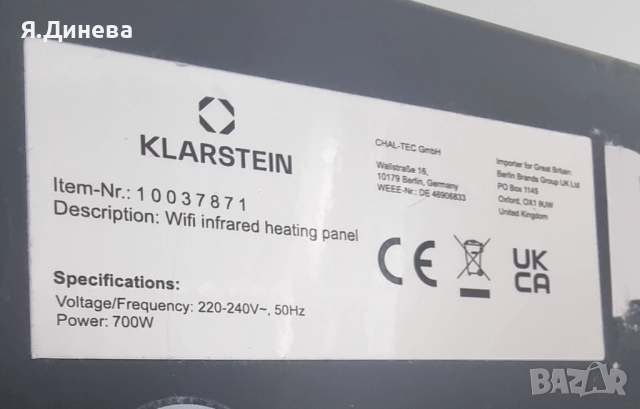 Я.Динева
KLARSTEIN
Item-Nr.: 10037871
Description: Wifi infrared heating panel
Specifications:
Voltage/Frequency: 220-240V~, 50Hz
Power: 700W
CHAL-TEC GmbH
Wallstraße 16,
10179 Berlin, Germany
WEEE-Nr.: DE 46906833
Importer for Great Britain:
Berlin Brands Group UK Ltd
PO Box 1145
Oxford, OX1 9UW
United Kingdom
CE
UK
CA
BAZAR